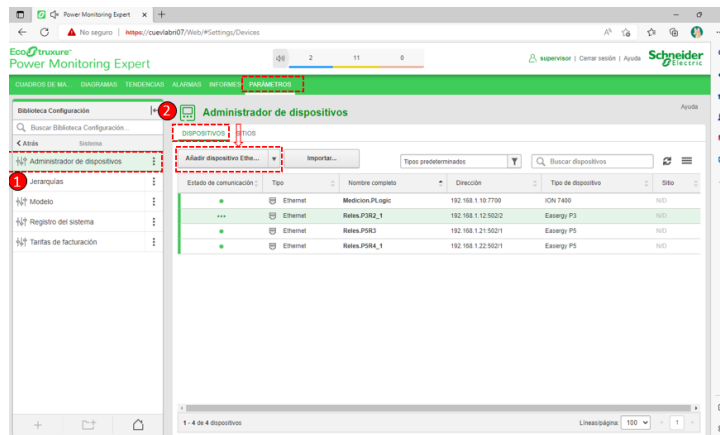 Power Monitoring Expert
No seguro | https://cuevlabri07/Web/#Settings/Devices
EcoStruxure™
Power Monitoring Expert
2 11 0
supervisor | Cerrar sesión | Ayuda
Schneider
Electric
CUADROS DE MA... DIAGRAMAS TENDENCIAS ALARMAS INFORMES PARÁMETROS
Biblioteca Configuración
Buscar Biblioteca Configuración...
Atrás Sistema
Administrador de dispositivos
1
Jerarquías
Modelo
Registro del sistema
Tarifas de facturación
2
Administrador de dispositivos
Ayuda
DISPOSITIVOS SITIOS
Añadir dispositivo Ethe... Importar...
Tipos predeterminados
Buscar dispositivos
Estado de comunicación Tipo Nombre completo Dirección Tipo de dispositivo Sitio
Ethernet Medicion.PLogic 192.168.1.10:7700 ION 7400 N/D
Ethernet Reles.P3R2_1 192.168.1.12:502/2 Easergy P3 N/D
Ethernet Reles.P5R3 192.168.1.21:502/1 Easergy P5 N/D
Ethernet Reles.P5R4_1 192.168.1.22:502/1 Easergy P5 N/D
1 - 4 de 4 dispositivos
Líneas/página: 100
1